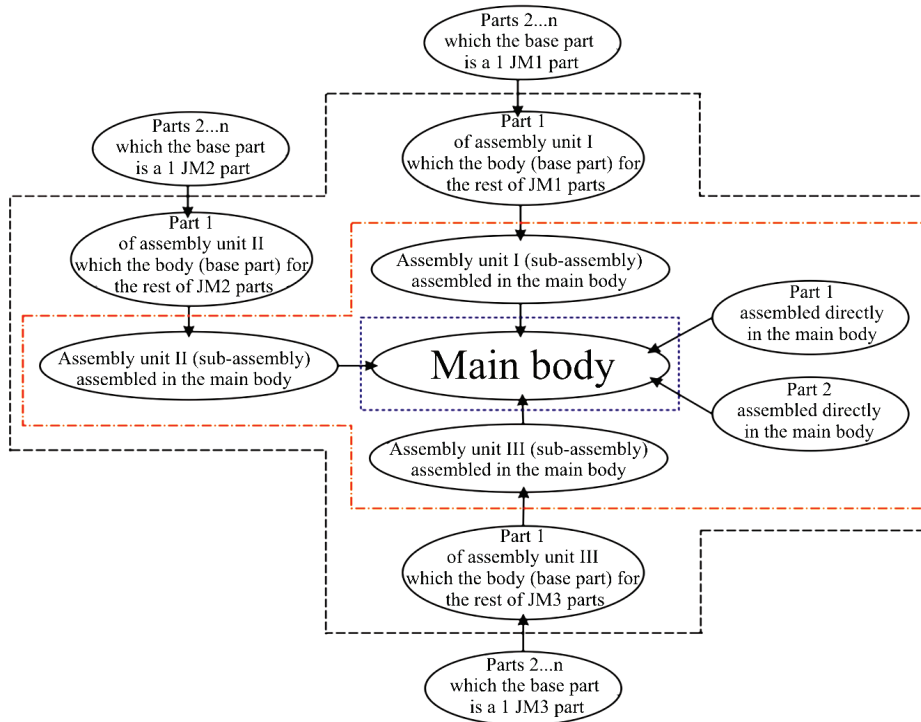 Parts 2...n
which the base part
is a 1 JM1 part
Parts 2...n
which the base part
is a 1 JM2 part
Part 1
of assembly unit I
which the body (base part) for
the rest of JM1 parts
Part 1
of assembly unit II
which the body (base part) for
the rest of JM2 parts
Assembly unit I (sub-assembly)
assembled in the main body
Part 1
assembled directly
in the main body
Assembly unit II (sub-assembly)
assembled in the main body
Main body
Part 2
assembled directly
in the main body
Assembly unit III (sub-assembly)
assembled in the main body
Part 1
of assembly unit III
which the body (base part) for
the rest of JM3 parts
Parts 2...n
which the base part
is a 1 JM3 part